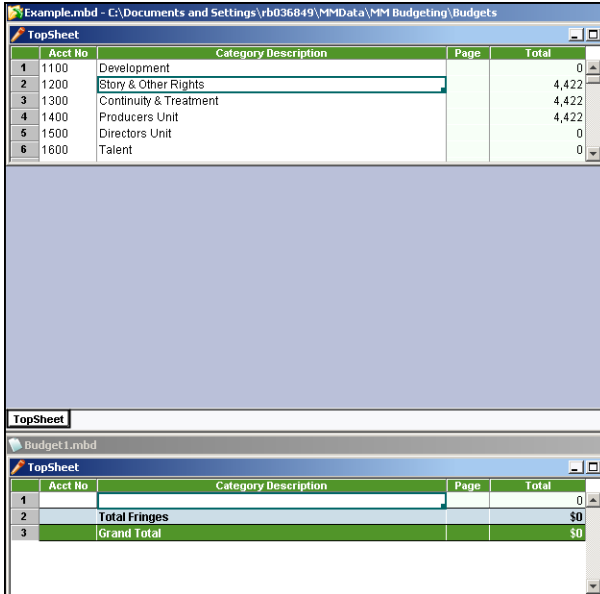 Example.mbd - C:\Documents and Settings\rb036849\MMData\MM Budgeting\Budgets
TopSheet
Acct No Category Description Page Total
1 1100 Development 0
2 1200 Story & Other Rights 4,422
3 1300 Continuity & Treatment 4,422
4 1400 Producers Unit 4,422
5 1500 Directors Unit 0
6 1600 Talent 0
TopSheet
Budget1.mbd
TopSheet
Acct No Category Description Page Total
1 0
2 Total Fringes $0
3 Grand Total $0